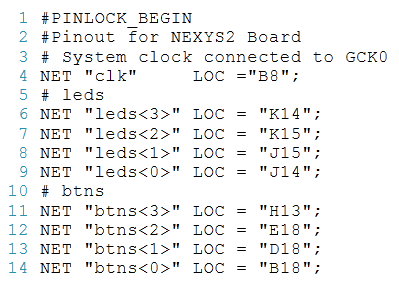 1 #PINLOCK_BEGIN
2 #Pinout for NEXYS2 Board
3 # System clock connected to GCK0
4 NET "clk"     LOC ="B8";
5 # leds
6 NET "leds<3>" LOC = "K14";
7 NET "leds<2>" LOC = "K15";
8 NET "leds<1>" LOC = "J15";
9 NET "leds<0>" LOC = "J14";
10 # btns
11 NET "btns<3>" LOC = "H13";
12 NET "btns<2>" LOC = "E18";
13 NET "btns<1>" LOC = "D18";
14 NET "btns<0>" LOC = "B18";